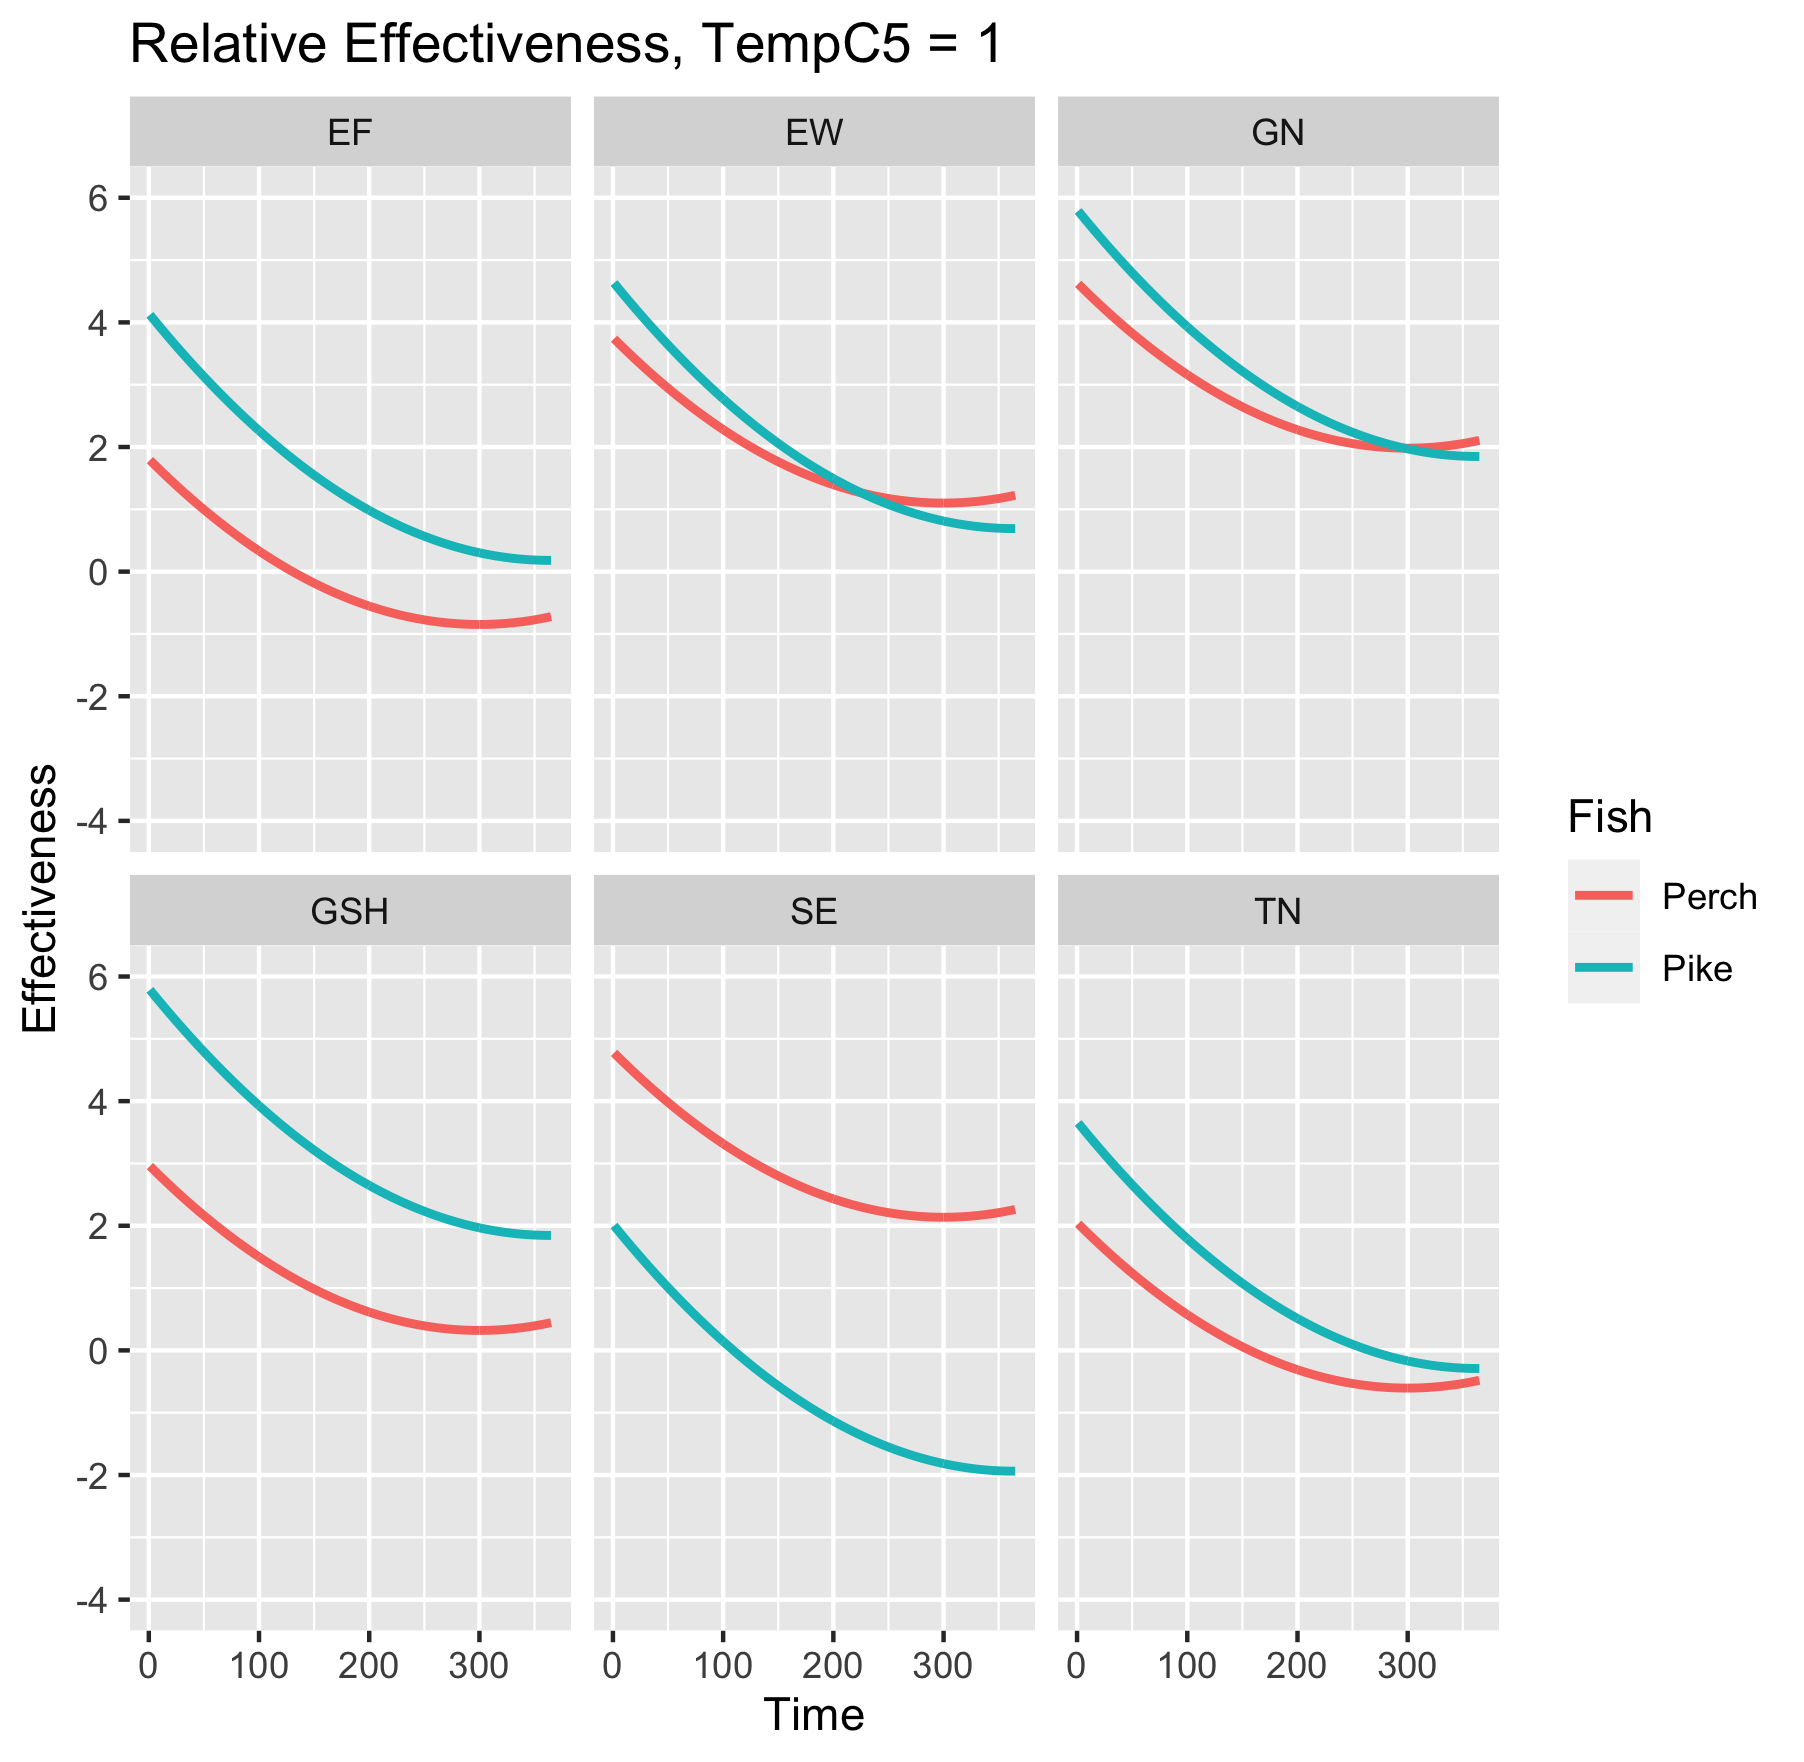 Relative Effectiveness, TempC5 = 1
EF
EW
GN
6
4
2
0
-2
-4
Effectiveness
GSH
SE
TN
6
4
2
0
-2
-4
0 100 200 300
0 100 200 300
0 100 200 300
Time
Fish
Perch
Pike